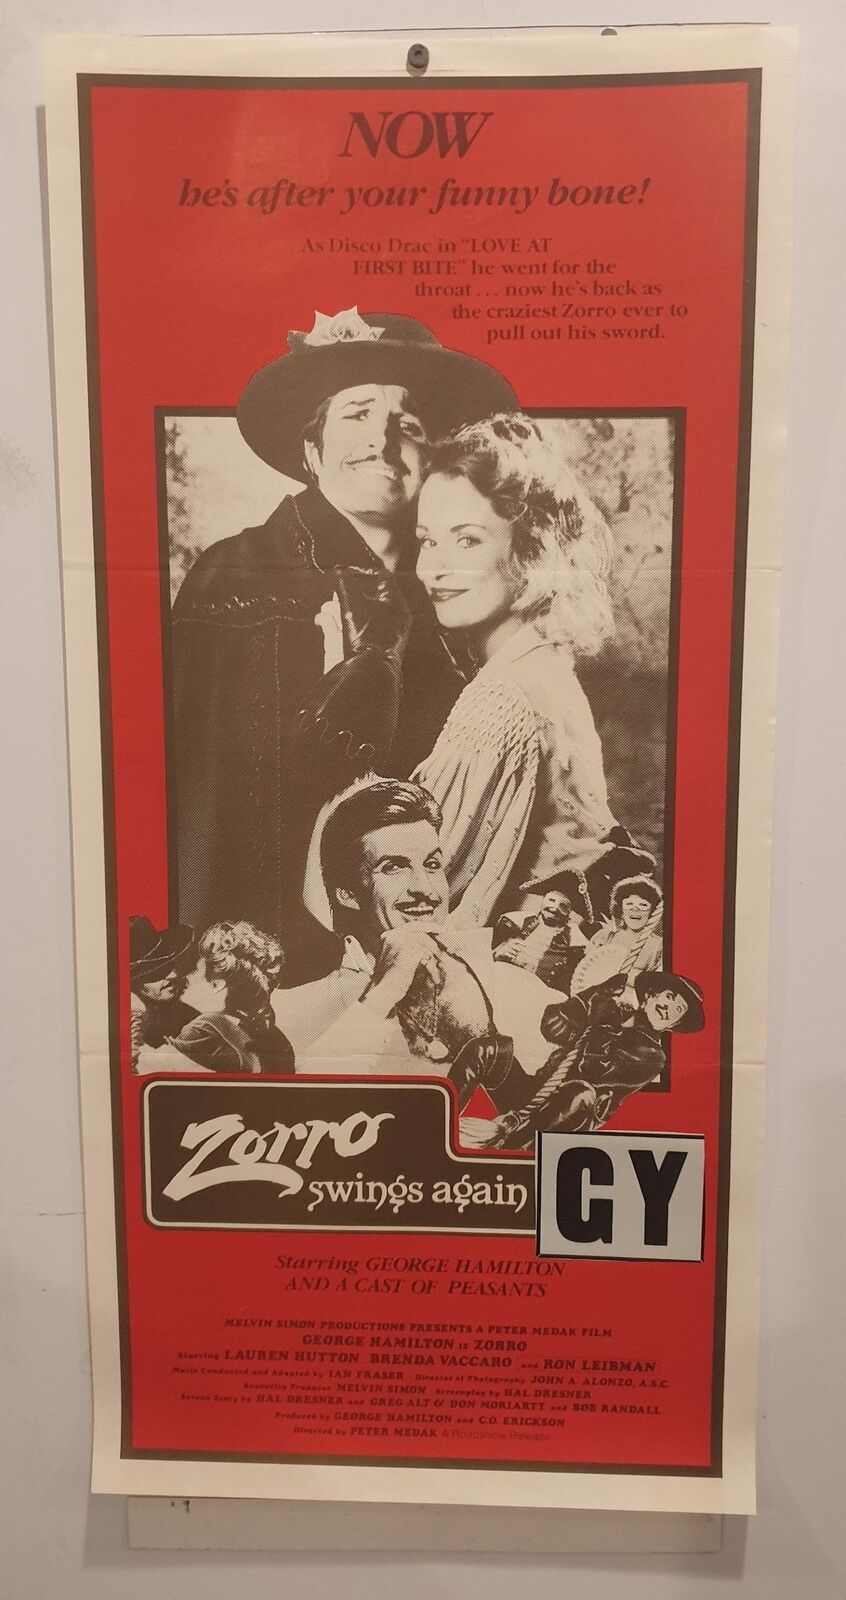 NOW
he's after your funny bone!
As Disco Drac in "LOVE AT
FIRST BITE" he went for the
throat... now he's back as
the craziest Zorro ever to
pull out his sword.
Zorro
swings again
GY
Starring GEORGE HAMILTON
AND A CAST OF PEASANTS
MELVIN SIMON PRODUCTIONS PRESENTS A PETER MEDAK FILM
GEORGE HAMILTON is ZORRO
Starring LAUREN HUTTON BRENDA VACCARO and RON LEIBMAN
Music Conducted and Adapted by IAN FRASER Director of Photography JOHN A. ALONZO, A.S.C.
Executive Producer MELVIN SIMON Screenplay by HAL DRESNER
Screen Story by HAL DRESNER and GREG ALT & DON MORIARTY and BOB RANDALL
Produced by GEORGE HAMILTON and C.O. ERICKSON
Directed by PETER MEDAK A Roadshow Release